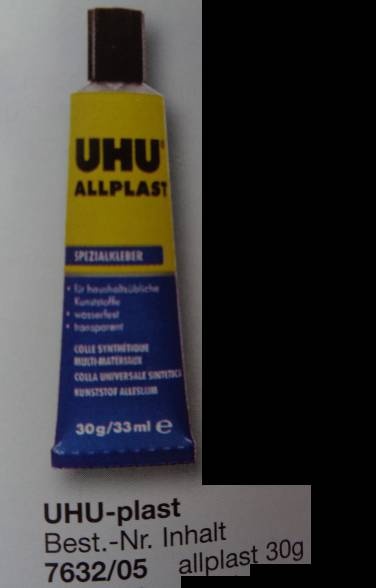 UHU®
ALLPLAST
SPEZIALKLEBER
• für haushaltsübliche
Kunststoffe
• wasserfest
• transparent
COLLE SYNTHÉTIQUE
MULTI-MATERIAUX
COLLA UNIVERSALE SINTETICA
KUNSTSTOF ALLESLIJM
30g/33ml e
UHU-plast
Best.-Nr. Inhalt
7632/05 allplast 30g